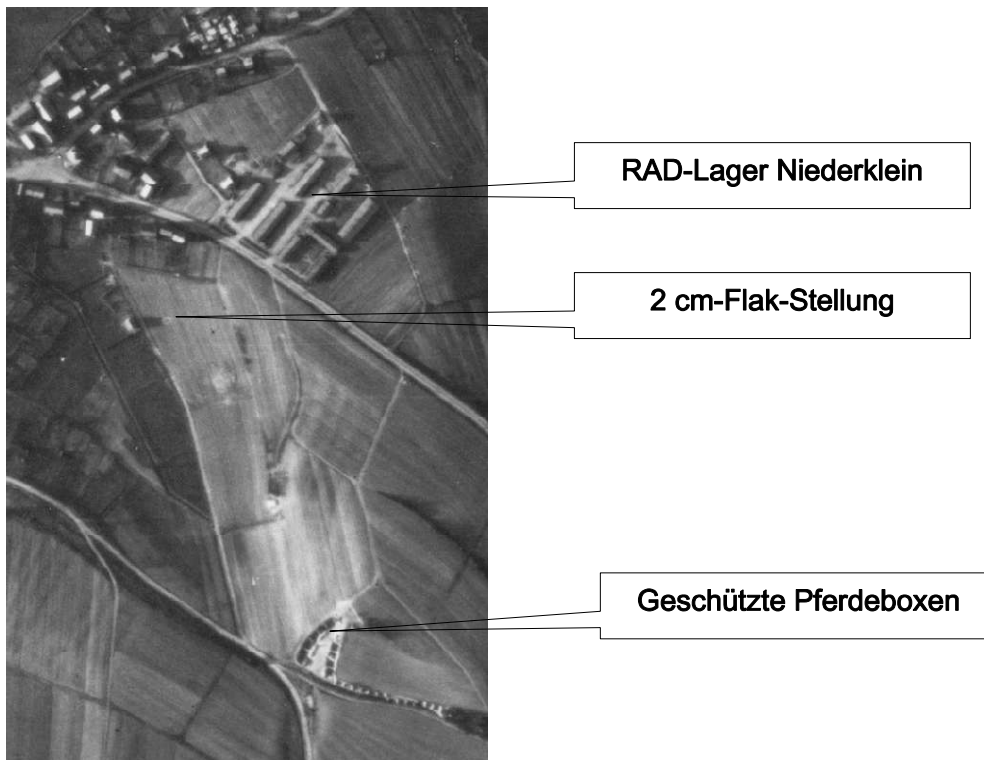 RAD-Lager Niederklein
2 cm-Flak-Stellung
Geschützte Pferdeboxen